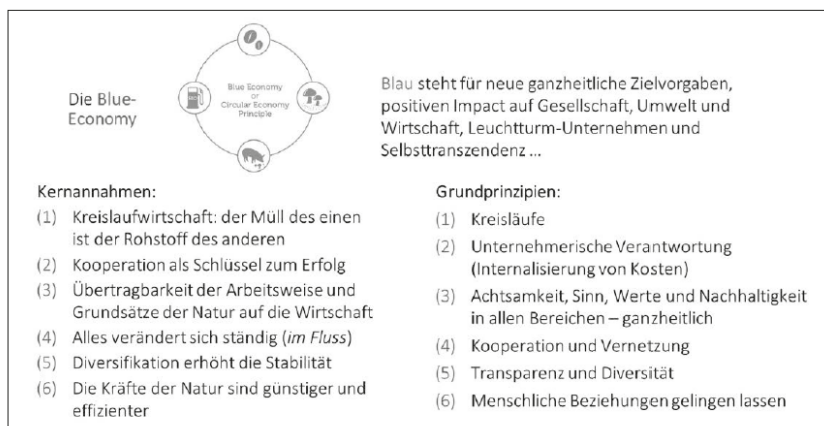 Die Blue-
Economy
Blue Economy
or
Circular Economy
Principle
Blau steht für neue ganzheitliche Zielvorgaben,
positiven Impact auf Gesellschaft, Umwelt und
Wirtschaft, Leuchtturm-Unternehmen und
Selbsttranszendenz ...
Kernannahmen:
(1) Kreislaufwirtschaft: der Müll des einen
ist der Rohstoff des anderen
(2) Kooperation als Schlüssel zum Erfolg
(3) Übertragbarkeit der Arbeitsweise und
Grundsätze der Natur auf die Wirtschaft
(4) Alles verändert sich ständig (im Fluss)
(5) Diversifikation erhöht die Stabilität
(6) Die Kräfte der Natur sind günstiger und
effizienter
Grundprinzipien:
(1) Kreisläufe
(2) Unternehmerische Verantwortung
(Internalisierung von Kosten)
(3) Achtsamkeit, Sinn, Werte und Nachhaltigkeit
in allen Bereichen – ganzheitlich
(4) Kooperation und Vernetzung
(5) Transparenz und Diversität
(6) Menschliche Beziehungen gelingen lassen